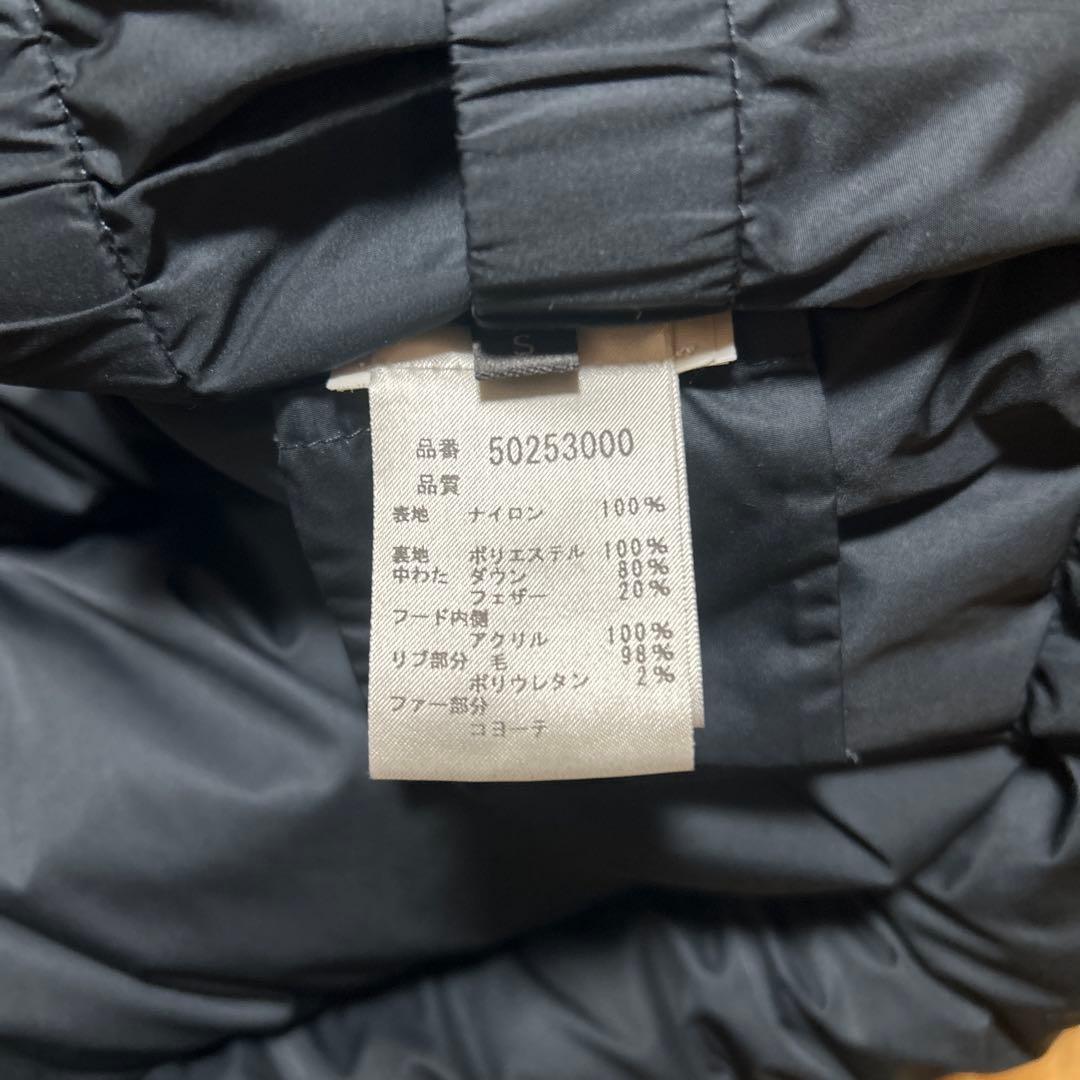 S
品番 50253000
品質
表地 ナイロン 100%
裏地 ポリエステル 100%
中わた ダウン 80%
フェザー 20%
フード内側
アクリル 100%
リブ部分 毛 98%
ポリウレタン 2%
ファー部分
コヨーテ